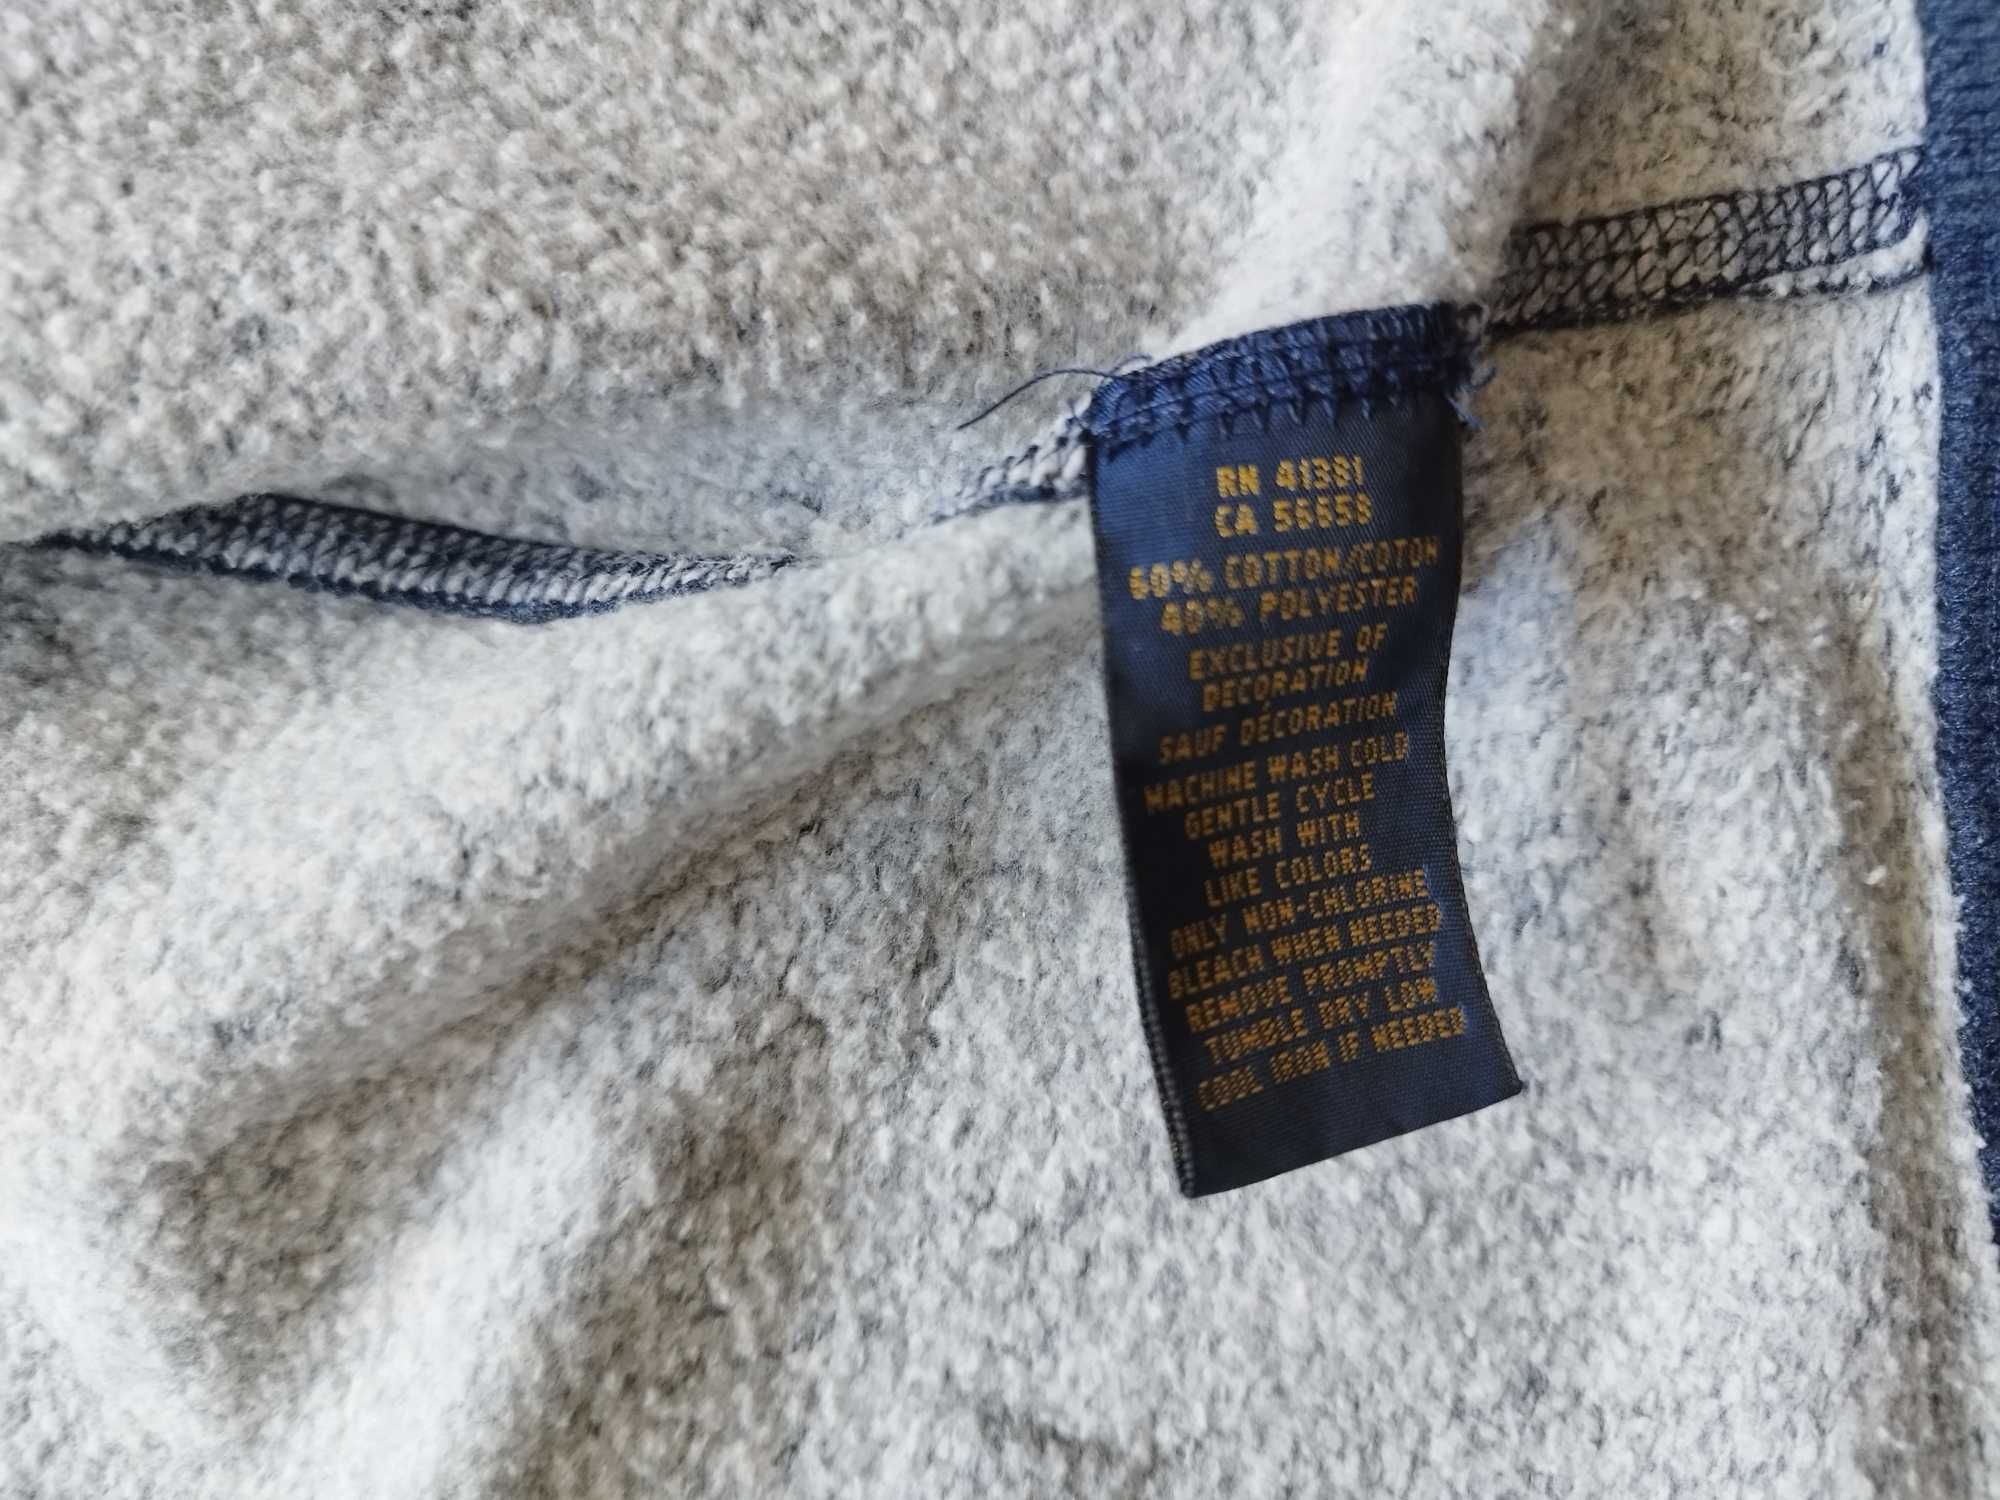 RN 41381
CA 56658
60% COTTON/COTON
40% POLYESTER
EXCLUSIVE OF
DECORATION
SAUF DÉCORATION
MACHINE WASH COLD
GENTLE CYCLE
WASH WITH
LIKE COLORS
ONLY NON-CHLORINE
BLEACH WHEN NEEDED
REMOVE PROMPTLY
TUMBLE DRY LOW
COOL IRON IF NEEDED